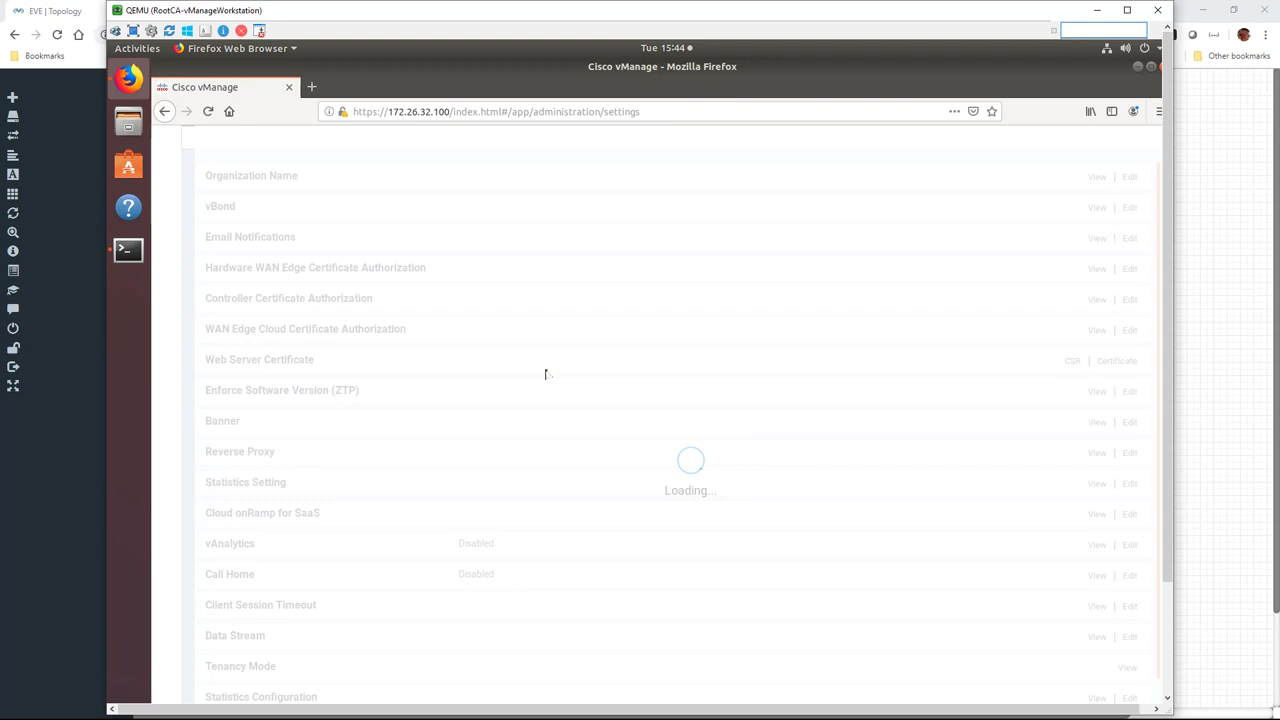 EVE | Topology
QEMU (RootCA-vManageWorkstation)
Bookmarks
Other bookmarks
Activities
Firefox Web Browser
Tue 15:44
Cisco vManage - Mozilla Firefox
Cisco vManage
https://172.26.32.100/index.html#/app/administration/settings
Organization Name View | Edit
vBond View | Edit
Email Notifications View | Edit
Hardware WAN Edge Certificate Authorization View | Edit
Controller Certificate Authorization View | Edit
WAN Edge Cloud Certificate Authorization View | Edit
Web Server Certificate CSR | Certificate
Enforce Software Version (ZTP) View | Edit
Banner View | Edit
Reverse Proxy View | Edit
Statistics Setting View | Edit
Loading...
Cloud onRamp for SaaS View | Edit
vAnalytics Disabled View | Edit
Call Home Disabled View | Edit
Client Session Timeout View | Edit
Data Stream View | Edit
Tenancy Mode View
Statistics Configuration View | Edit